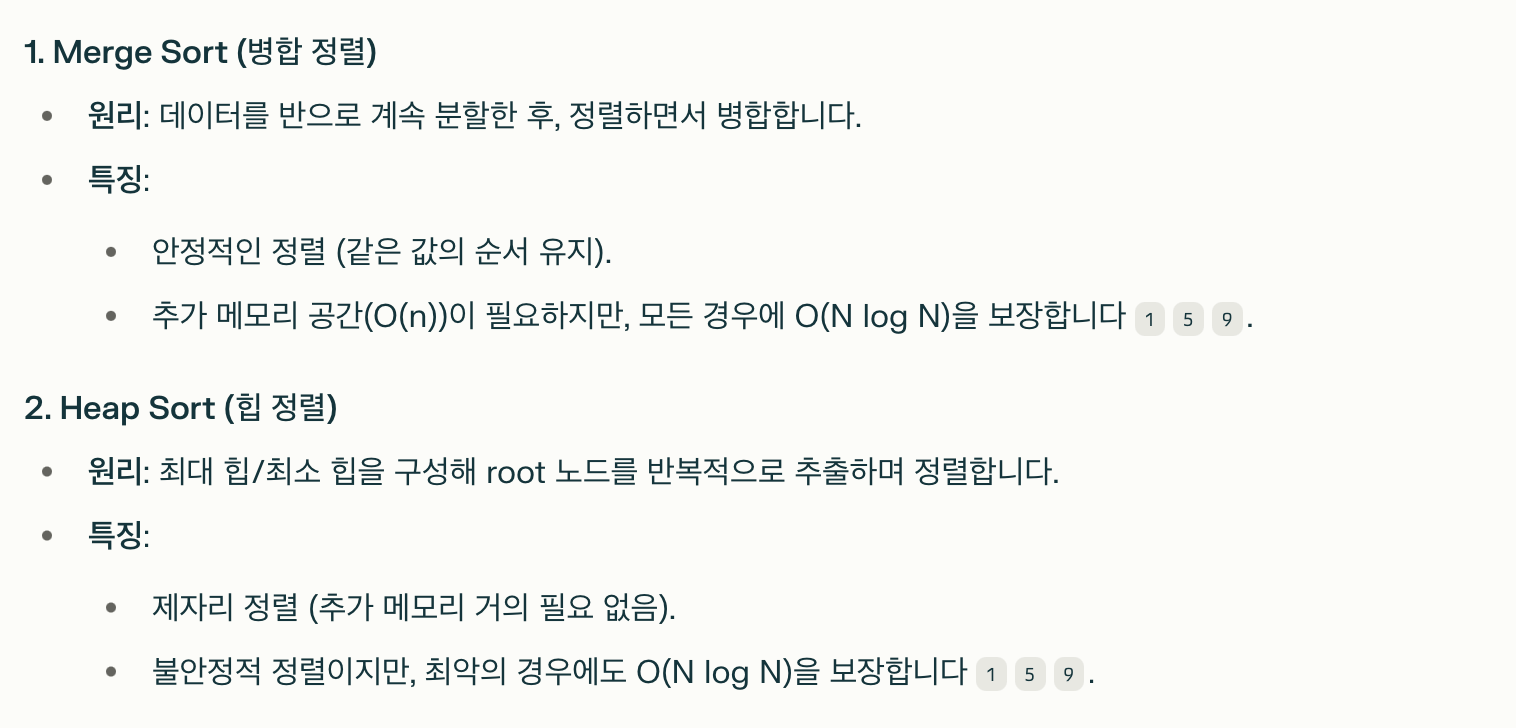 1. Merge Sort (병합 정렬)
• 원리: 데이터를 반으로 계속 분할한 후, 정렬하면서 병합합니다.
• 특징:
• 안정적인 정렬 (같은 값의 순서 유지).
• 추가 메모리 공간(O(n))이 필요하지만, 모든 경우에 O(N log N)을 보장합니다 1 5 9 .
2. Heap Sort (힙 정렬)
• 원리: 최대 힙/최소 힙을 구성해 root 노드를 반복적으로 추출하며 정렬합니다.
• 특징:
• 제자리 정렬 (추가 메모리 거의 필요 없음).
• 불안정적 정렬이지만, 최악의 경우에도 O(N log N)을 보장합니다 1 5 9 .